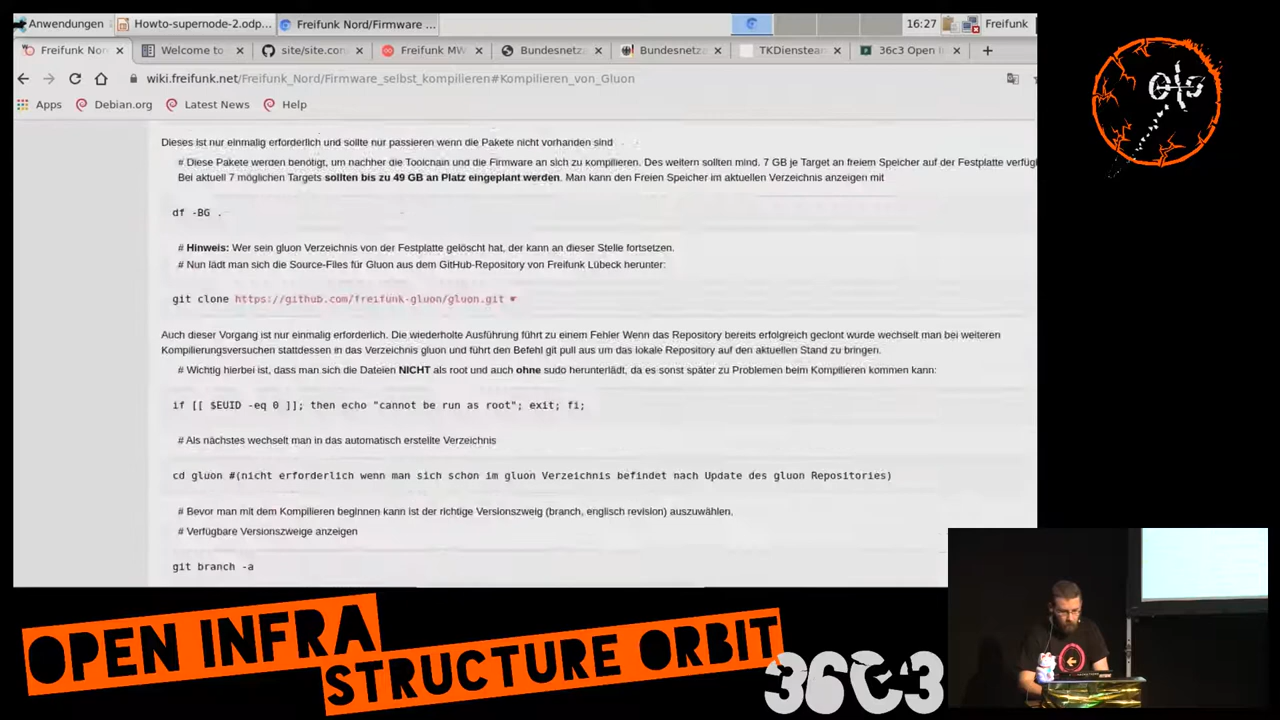 Anwendungen
Howto-supernode-2.odp...
Freifunk Nord/Firmware ...
16:27
Freifunk
Freifunk Nor
Welcome to
site/site.con
Freifunk MW
Bundesnetz
Bundesnetz
TKDienstean
36c3 Open I
wiki.freifunk.net/Freifunk_Nord/Firmware_selbst_kompilieren#Kompilieren_von_Gluon
Apps Debian.org Latest News Help
Dieses ist nur einmalig erforderlich und sollte nur passieren wenn die Pakete nicht vorhanden sind
# Diese Pakete werden benötigt, um nachher die Toolchain und die Firmware an sich zu kompilieren. Des weitern sollten mind. 7 GB je Target an freiem Speicher auf der Festplatte verfüg
Bei aktuell 7 möglichen Targets sollten bis zu 49 GB an Platz eingeplant werden. Man kann den Freien Speicher im aktuellen Verzeichnis anzeigen mit
df -BG .
# Hinweis: Wer sein gluon Verzeichnis von der Festplatte gelöscht hat, der kann an dieser Stelle fortsetzen.
# Nun lädt man sich die Source-Files für Gluon aus dem GitHub-Repository von Freifunk Lübeck herunter:
git clone https://github.com/freifunk-gluon/gluon.git
Auch dieser Vorgang ist nur einmalig erforderlich. Die wiederholte Ausführung führt zu einem Fehler Wenn das Repository bereits erfolgreich geclont wurde wechselt man bei weiteren
Kompilierungsversuchen stattdessen in das Verzeichnis gluon und führt den Befehl git pull aus um das lokale Repository auf den aktuellen Stand zu bringen.
# Wichtig hierbei ist, dass man sich die Dateien NICHT als root und auch ohne sudo herunterlädt, da es sonst später zu Problemen beim Kompilieren kommen kann:
if [[ $EUID -eq 0 ]]; then echo "cannot be run as root"; exit; fi;
# Als nächstes wechselt man in das automatisch erstellte Verzeichnis
cd gluon #(nicht erforderlich wenn man sich schon im gluon Verzeichnis befindet nach Update des gluon Repositories)
# Bevor man mit dem Kompilieren beginnen kann ist der richtige Versionszweig (branch, englisch revision) auszuwählen.
# Verfügbare Versionszweige anzeigen
git branch -a
OPEN INFRA
STRUCTURE ORBIT
36C3